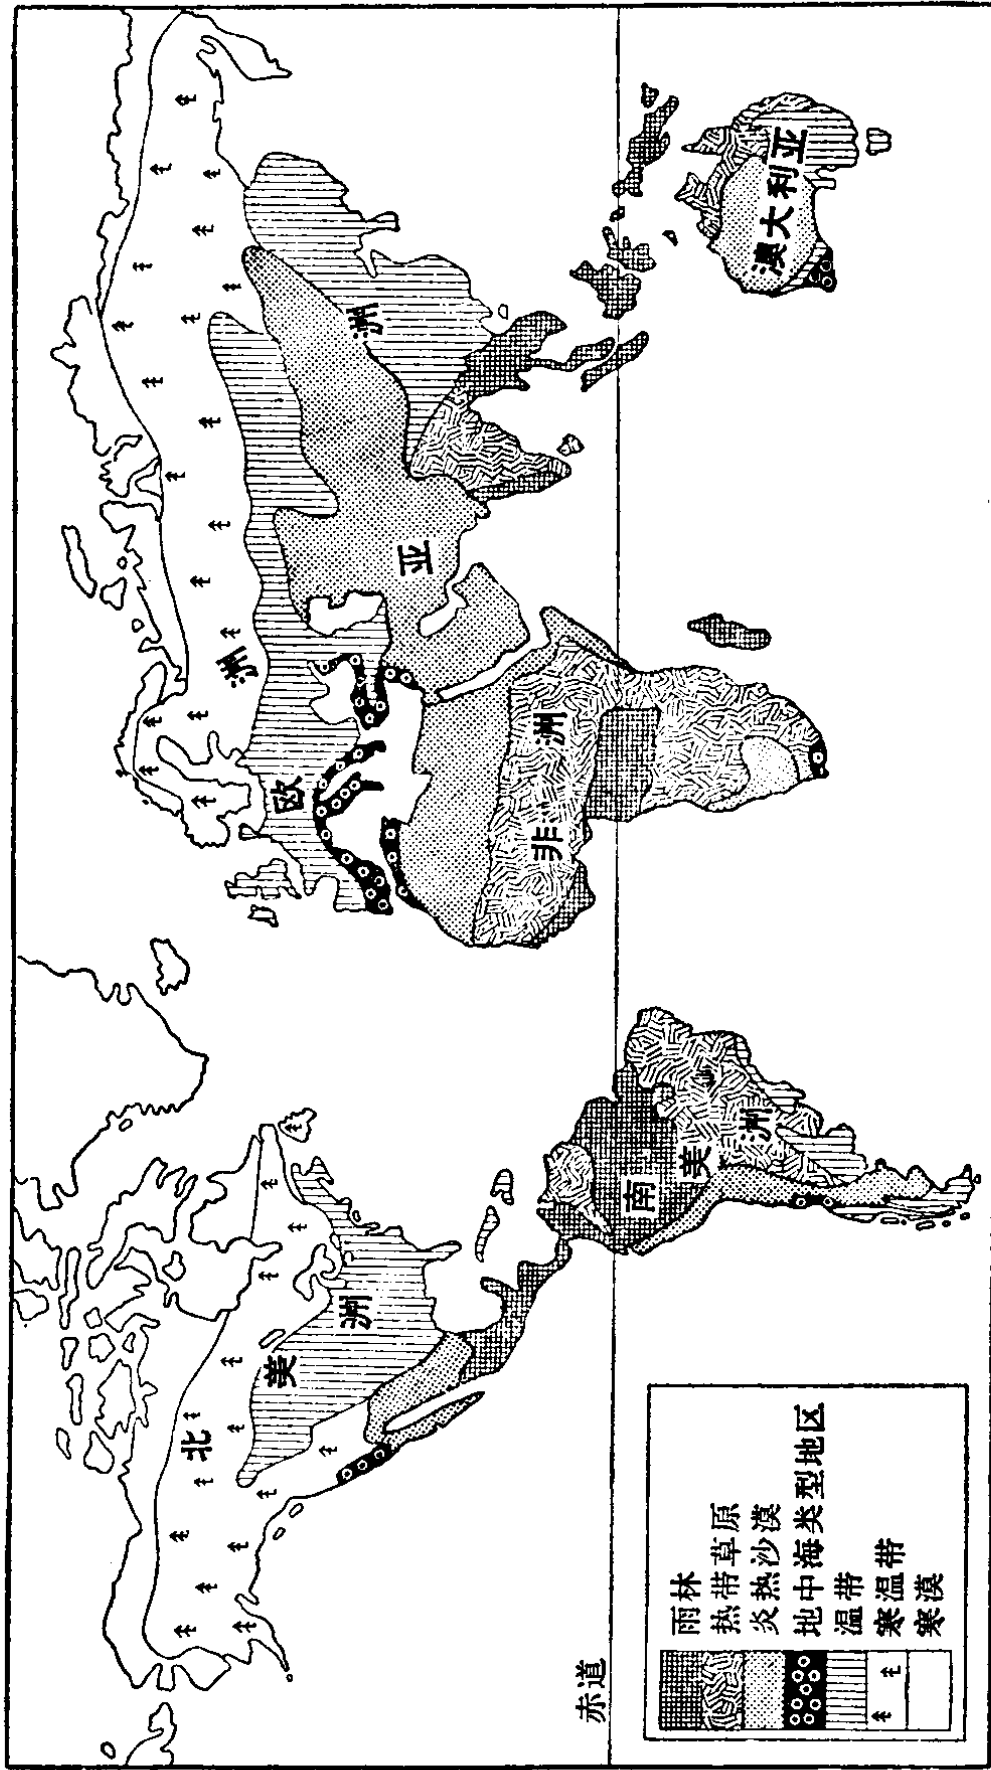 北美洲
南美洲
欧洲
亚洲
非洲
澳大利亚
赤道
雨林
热带草原
炎热沙漠
地中海类型地区
温带
寒温带
寒漠